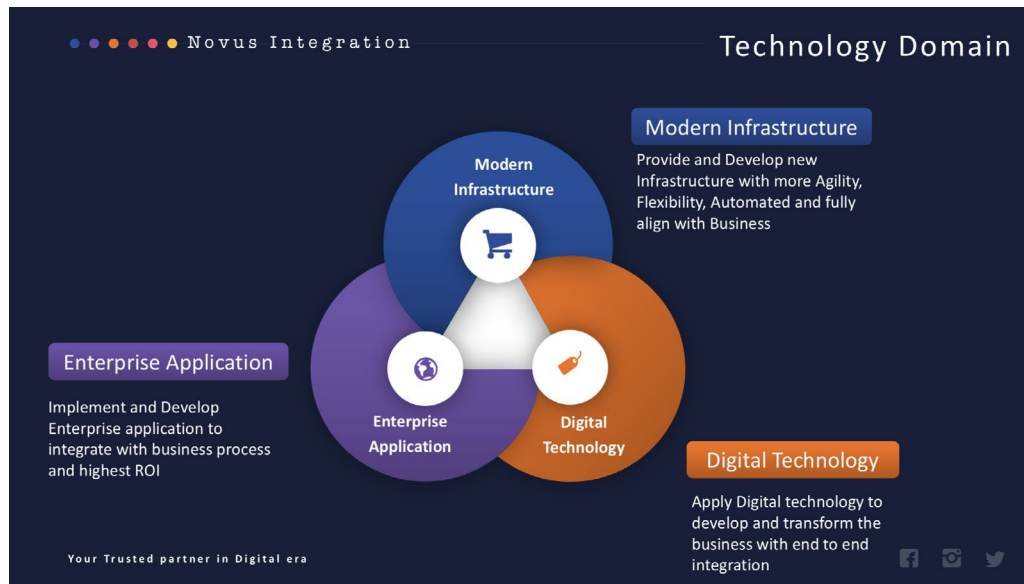 Novus Integration
Technology Domain
Modern Infrastructure
Provide and Develop new
Infrastructure with more Agility,
Flexibility, Automated and fully
align with Business
Modern
Infrastructure
Enterprise Application
Implement and Develop
Enterprise application to
integrate with business process
and highest ROI
Enterprise
Application
Digital
Technology
Digital Technology
Apply Digital technology to
develop and transform the
business with end to end
integration
Your Trusted partner in Digital era